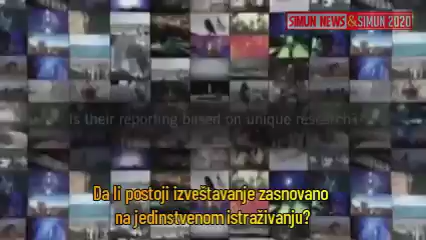 SIMUN NEWS & SIMUN 2020
Is their reporting based on unique research?
Da li postoji izveštavanje zasnovano
na jedinstvenom istraživanju?